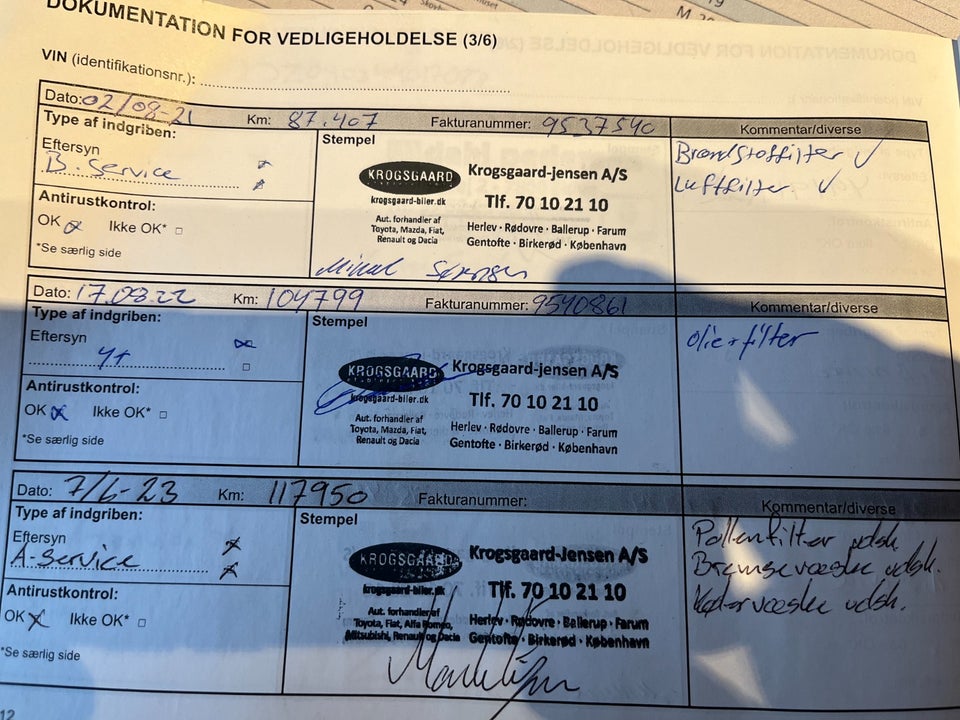 DOKUMENTATION FOR VEDLIGEHOLDELSE (3/6)
VIN (identifikationsnr.):
Dato: 02/08-21 Km: 87.407 Fakturanummer: 9537540 Kommentar/diverse
Type af indgriben:
Eftersyn
B. Service
Antirustkontrol:
OK Ikke OK*
*Se særlig side
Stempel
KROGSGAARD
krogsgaard-biler.dk
Aut. forhandler af
Toyota, Mazda, Fiat,
Renault og Dacia
Krogsgaard-jensen A/S
Tlf. 70 10 21 10
Herlev · Rødovre · Ballerup · Farum
Gentofte · Birkerød · København
Brændstoffilter
Luftfilter
Dato: 17.08.22 Km: 104799 Fakturanummer: 9540861 Kommentar/diverse
Type af indgriben:
Eftersyn
Antirustkontrol:
OK Ikke OK*
*Se særlig side
Stempel
KROGSGAARD
krogsgaard-biler.dk
Aut. forhandler af
Toyota, Mazda, Fiat,
Renault og Dacia
Krogsgaard-jensen A/S
Tlf. 70 10 21 10
Herlev · Rødovre · Ballerup · Farum
Gentofte · Birkerød · København
olie+filter
Dato: 7/6-23 Km: 117950 Fakturanummer: Kommentar/diverse
Type af indgriben:
Eftersyn
A-service
Antirustkontrol:
OK Ikke OK*
*Se særlig side
Stempel
KROGSGAARD
krogsgaard-biler.dk
Aut. forhandler af
Toyota, Fiat, Alfa Romeo,
Mitsubishi, Renault og Dacia
Krogsgaard-Jensen A/S
Tlf. 70 10 21 10
Herlev · Rødovre · Ballerup · Farum
Gentofte · Birkerød · København
Pollenfilter udsk.
Bremsevæske udsk.
Kølervæske udsk.
12